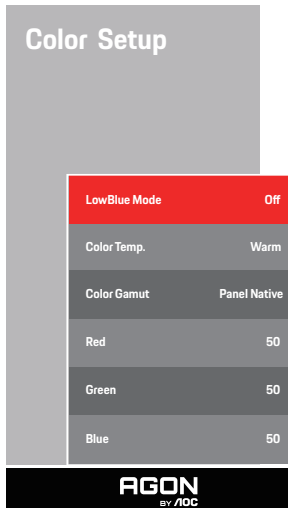 Color Setup
LowBlue Mode Off
Color Temp. Warm
Color Gamut Panel Native
Red 50
Green 50
Blue 50
AGON
BY AOC